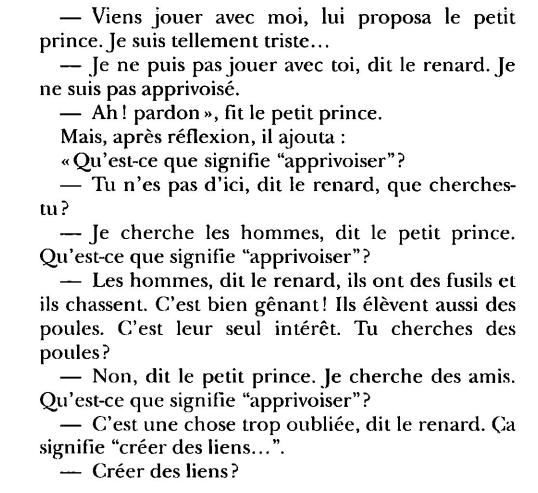 — Viens jouer avec moi, lui proposa le petit
prince. Je suis tellement triste…
— Je ne puis pas jouer avec toi, dit le renard. Je
ne suis pas apprivoisé.
— Ah ! pardon », fit le petit prince.
Mais, après réflexion, il ajouta :
« Qu'est-ce que signifie “apprivoiser” ?
— Tu n'es pas d'ici, dit le renard, que cherches-
tu ?
— Je cherche les hommes, dit le petit prince.
Qu'est-ce que signifie “apprivoiser” ?
— Les hommes, dit le renard, ils ont des fusils et
ils chassent. C'est bien gênant ! Ils élèvent aussi des
poules. C'est leur seul intérêt. Tu cherches des
poules ?
— Non, dit le petit prince. Je cherche des amis.
Qu'est-ce que signifie “apprivoiser” ?
— C'est une chose trop oubliée, dit le renard. Ça
signifie “créer des liens…”.
— Créer des liens ?